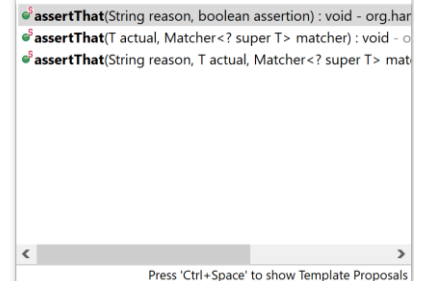 S assertThat(String reason, boolean assertion) : void - org.ha
S assertThat(T actual, Matcher<? super T> matcher) : void - o
S assertThat(String reason, T actual, Matcher<? super T> mat
Press 'Ctrl+Space' to show Template Proposals